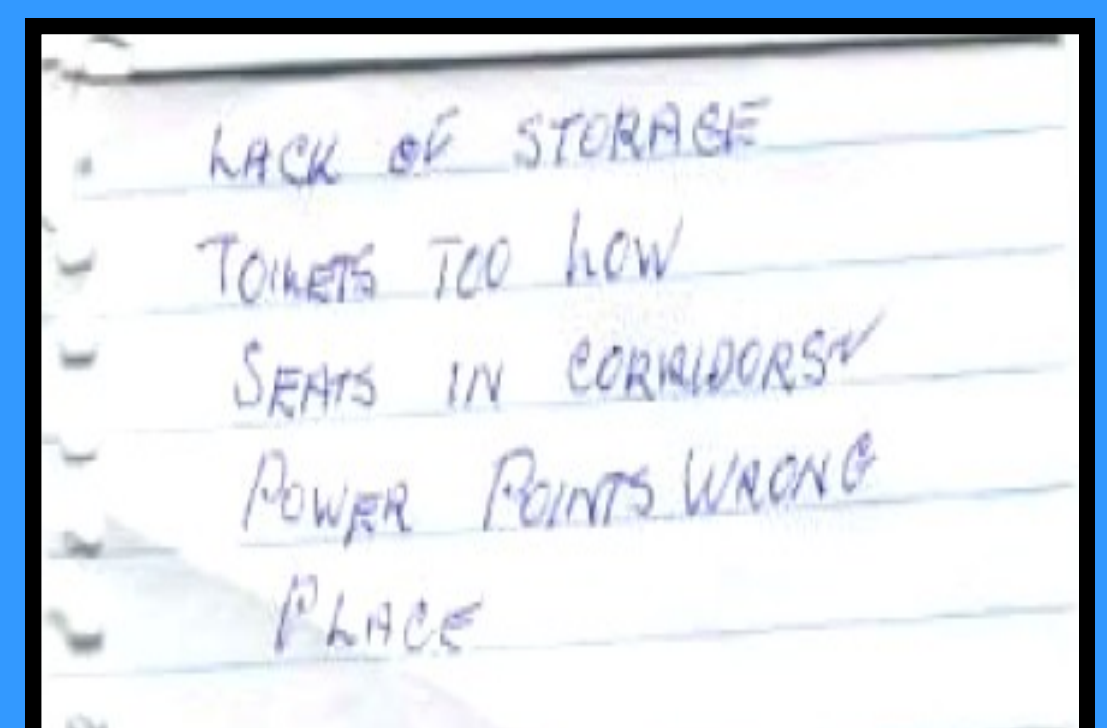 LACK OF STORAGE
TOILETS TOO LOW
SEATS IN CORRIDORS ✓
POWER POINTS WRONG
PLACE